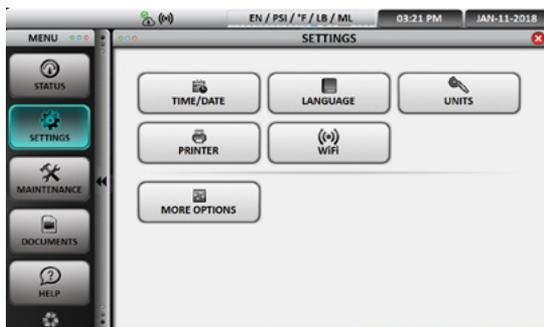 EN / PSI / °F / LB / ML 03:21 PM JAN-11-2018
MENU SETTINGS
STATUS
SETTINGS
MAINTENANCE
DOCUMENTS
HELP
TIME/DATE LANGUAGE UNITS
PRINTER WiFi
MORE OPTIONS